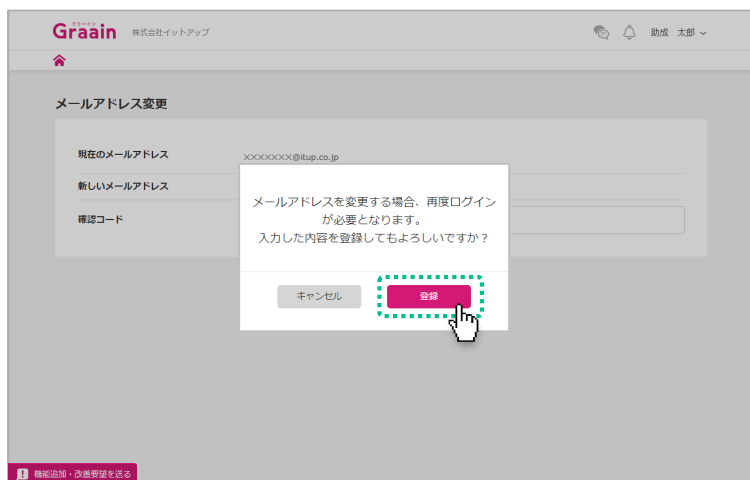 グラーイン
Graain 株式会社イットアップ 助成 太郎
メールアドレス変更
現在のメールアドレス XXXXXXX@itup.co.jp
新しいメールアドレス
確認コード
メールアドレスを変更する場合、再度ログイン
が必要となります。
入力した内容を登録してもよろしいですか？
キャンセル 登録
! 機能追加・改善要望を送る